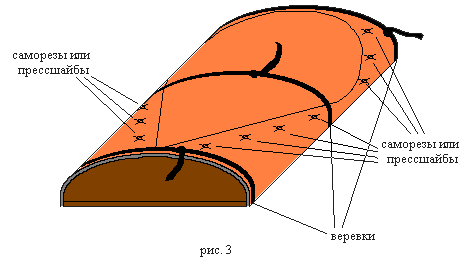 саморезы или
прессшайбы
саморезы или
прессшайбы
веревки
рис. 3